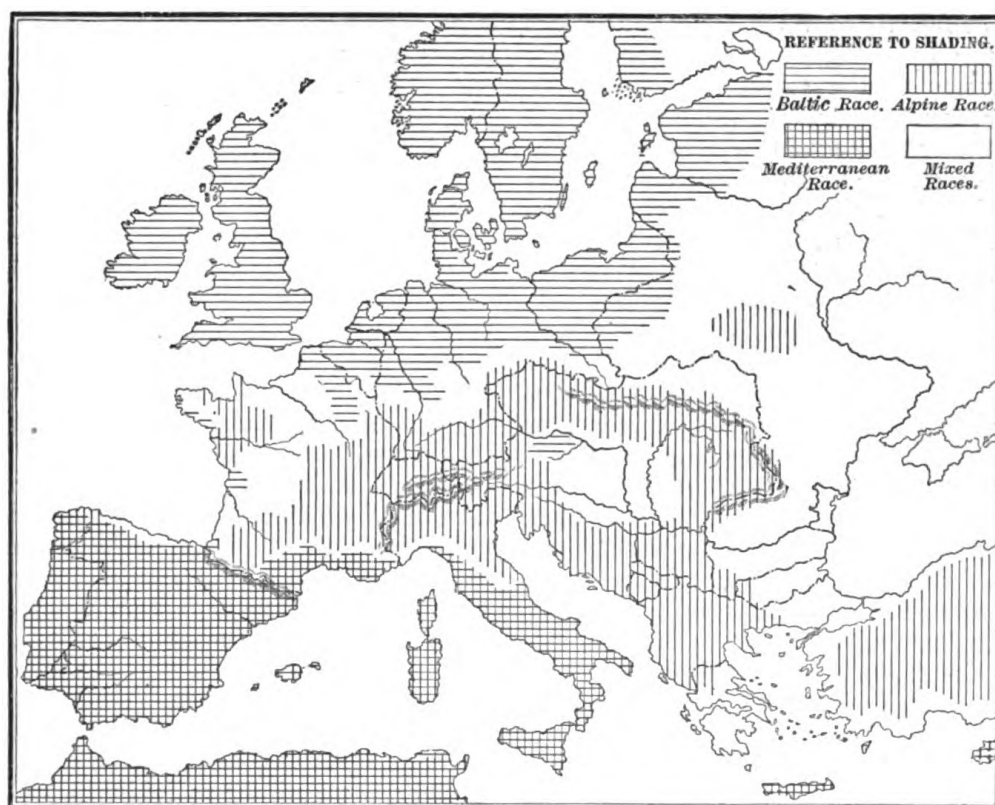 REFERENCE TO SHADING.
Baltic Race. Alpine Race
Mediterranean Race. Mixed Races.